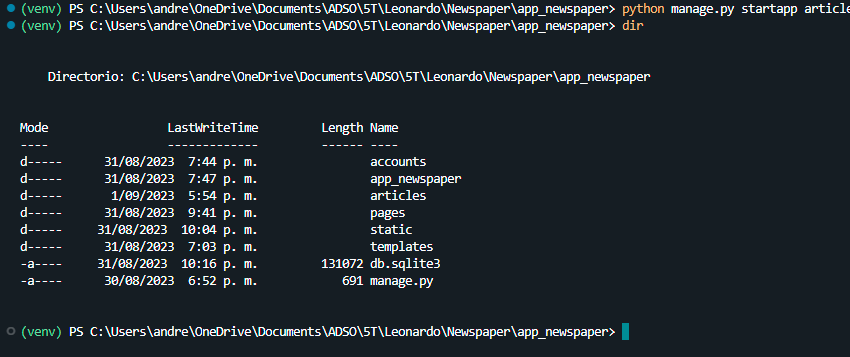 (venv) PS C:\Users\andre\OneDrive\Documents\ADSO\5T\Leonardo\Newspaper\app_newspaper> python manage.py startapp article
(venv) PS C:\Users\andre\OneDrive\Documents\ADSO\5T\Leonardo\Newspaper\app_newspaper> dir
Directorio: C:\Users\andre\OneDrive\Documents\ADSO\5T\Leonardo\Newspaper\app_newspaper
Mode LastWriteTime Length Name
---- ------------- ------ ----
d----- 31/08/2023 7:44 p. m. accounts
d----- 31/08/2023 7:47 p. m. app_newspaper
d----- 1/09/2023 5:54 p. m. articles
d----- 31/08/2023 9:41 p. m. pages
d----- 31/08/2023 10:04 p. m. static
d----- 31/08/2023 7:03 p. m. templates
-a---- 31/08/2023 10:16 p. m. 131072 db.sqlite3
-a---- 30/08/2023 6:52 p. m. 691 manage.py
(venv) PS C:\Users\andre\OneDrive\Documents\ADSO\5T\Leonardo\Newspaper\app_newspaper>